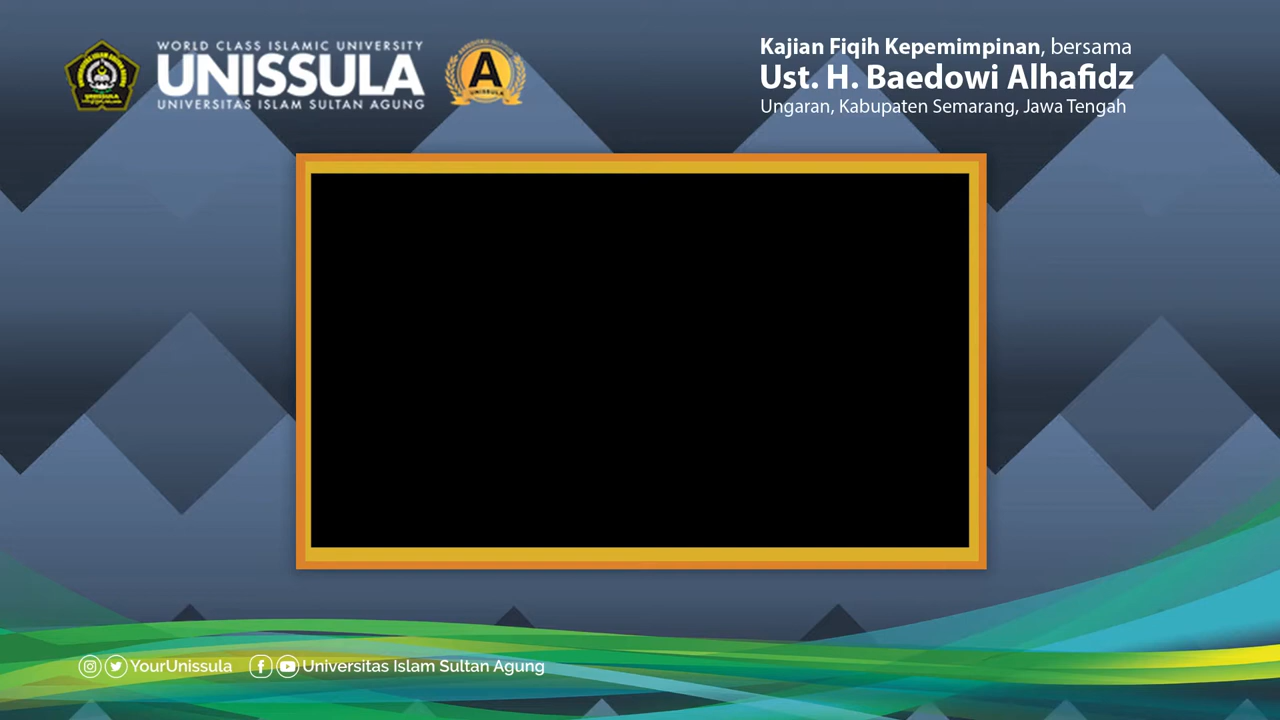 WORLD CLASS ISLAMIC UNIVERSITY
UNISSULA
UNIVERSITAS ISLAM SULTAN AGUNG
A
UNISSULA
Kajian Fiqih Kepemimpinan, bersama
Ust. H. Baedowi Alhafidz
Ungaran, Kabupaten Semarang, Jawa Tengah
YourUnissula
Universitas Islam Sultan Agung